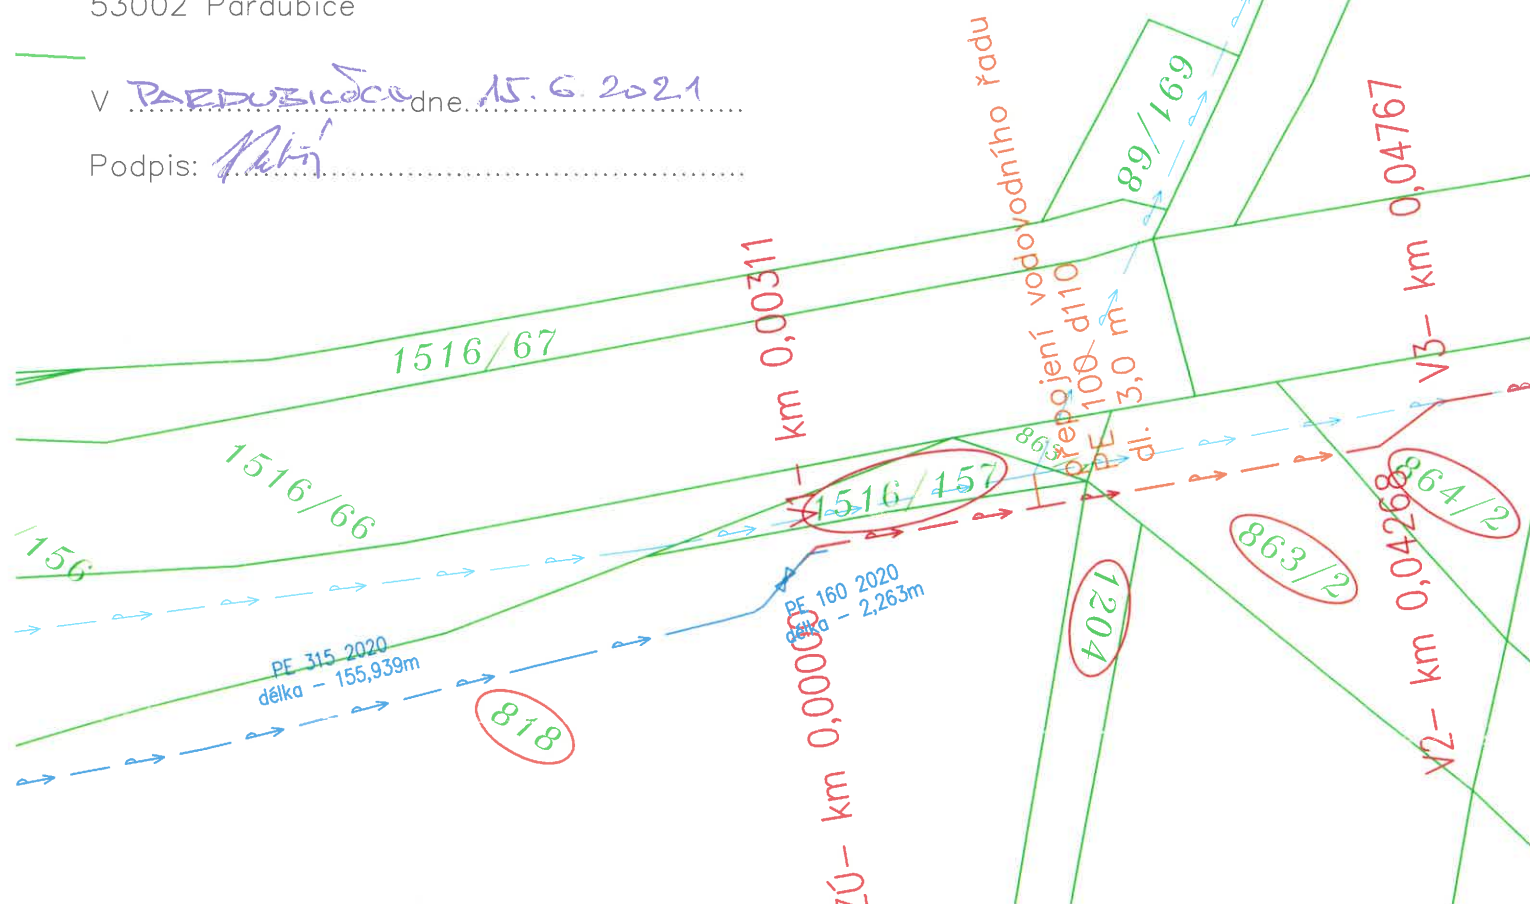 53002 Pardubice
V PARDUBICÍCH dne 15.6.2021
Podpis:
691/68
V3- km 0,04767
přepojení vodovodního řadu
PE 100 d110
dl. 3,0 m
V1- km 0,00311
1516/67
1516/66
156
1516/157
864/2
863/2
1204
V2- km 0,04268
PE 160 2020
délka - 2,263m
PE 315 2020
délka - 155,939m
818
ZÚ- km 0,00000